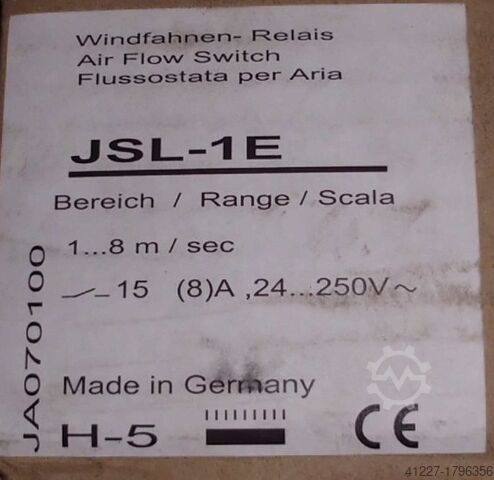 Windfahnen- Relais
Air Flow Switch
Flussostata per Aria
JSL-1E
Bereich / Range / Scala
1...8 m / sec
15 (8)A ,24...250V~
JA070100
Made in Germany
H-5
CE
41227-1796356